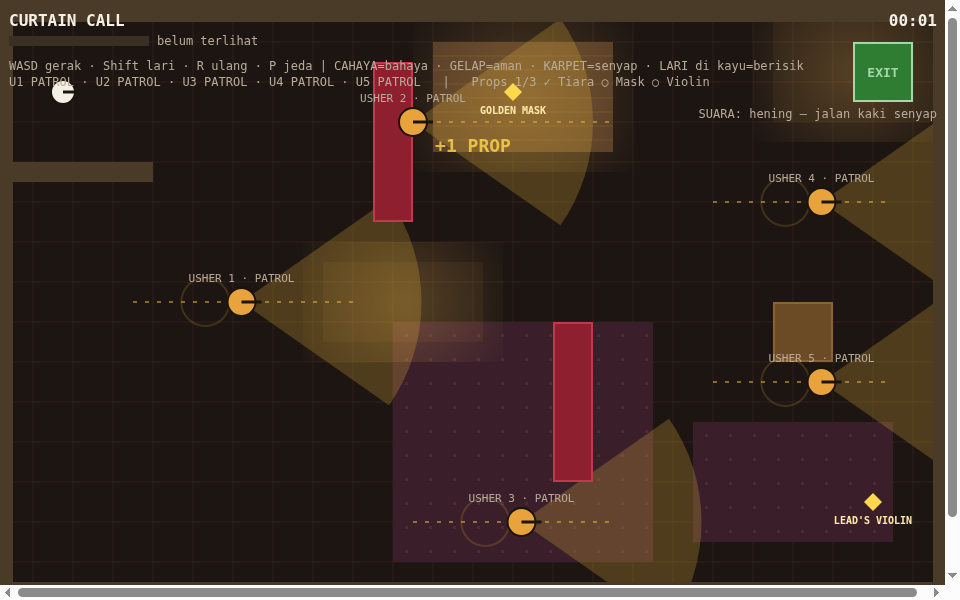 CURTAIN CALL
00:01
belum terlihat
WASD gerak · Shift lari · R ulang · P jeda | CAHAYA=bahaya · GELAP=aman · KARPET=senyap · LARI di kayu=berisik
U1 PATROL · U2 PATROL · U3 PATROL · U4 PATROL · U5 PATROL | Props 1/3 ✓ Tiara ○ Mask ○ Violin
EXIT
USHER 2 · PATROL
GOLDEN MASK
SUARA: hening — jalan kaki senyap
+1 PROP
USHER 4 · PATROL
USHER 1 · PATROL
USHER 5 · PATROL
USHER 3 · PATROL
LEAD'S VIOLIN